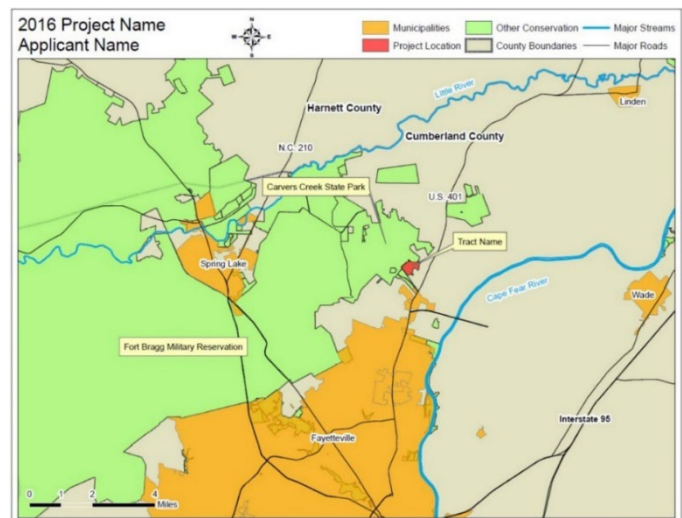 2016 Project Name
Applicant Name
Municipalities
Other Conservation
Major Streams
Project Location
County Boundaries
Major Roads
Little River
Linden
Harnett County
Cumberland County
N.C. 210
Carvers Creek State Park
U.S. 401
Tract Name
Spring Lake
Cape Fear River
Wade
Fort Bragg Military Reservation
Interstate 95
Fayetteville
0 1 2 4
Miles